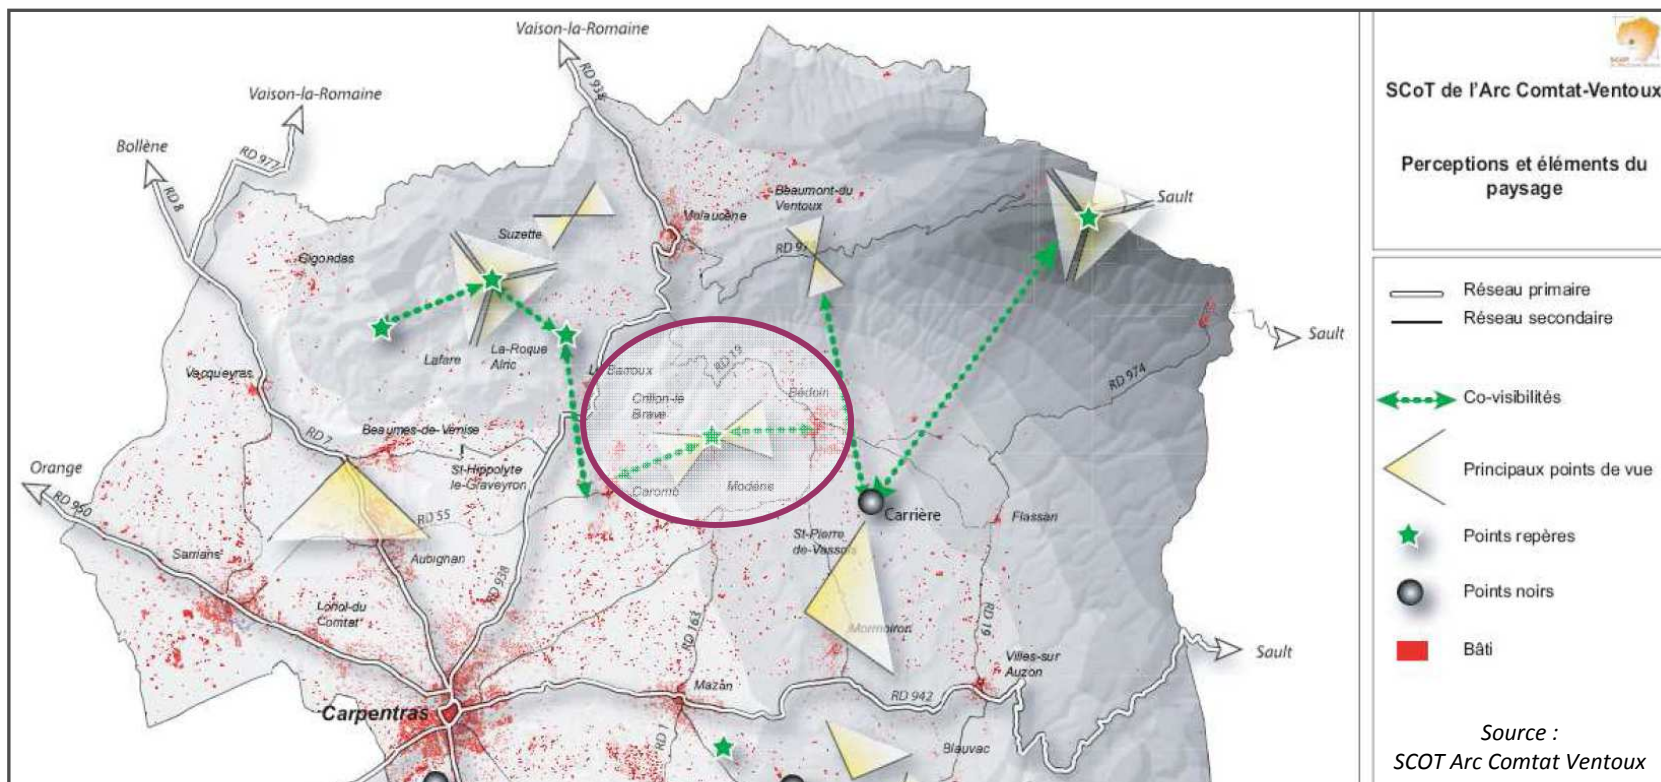 Vaison-la-Romaine
Vaison-la-Romaine
Bollène
RD 977
RD 8
RD 938
Sault
Beaumont-du
Ventoux
Malaucène
Suzette
Gigondas
RD 97
Sault
Lafare
La-Roque
Alric
Vacqueyras
Le Barroux
RD 19
RD 974
Crillon-le
Brave
Bédoin
RD 7
Beaumes-de-Venise
St-Hippolyte
le-Graveyron
Orange
RD 950
Caromb
Modène
RD 55
Carrière
Flassan
St-Pierre
de-Vassols
Sarrians
Aubignan
RD 938
Loriol-du
Comtat
RD 163
Mormoiron
RD 19
Sault
Villes-sur
Auzon
Mazan
RD 942
Carpentras
RD 1
Blauvac
SCoT
SCoT de l'Arc Comtat-Ventoux
Perceptions et éléments du
paysage
Réseau primaire
Réseau secondaire
Co-visibilités
Principaux points de vue
Points repères
Points noirs
Bâti
Source :
SCOT Arc Comtat Ventoux